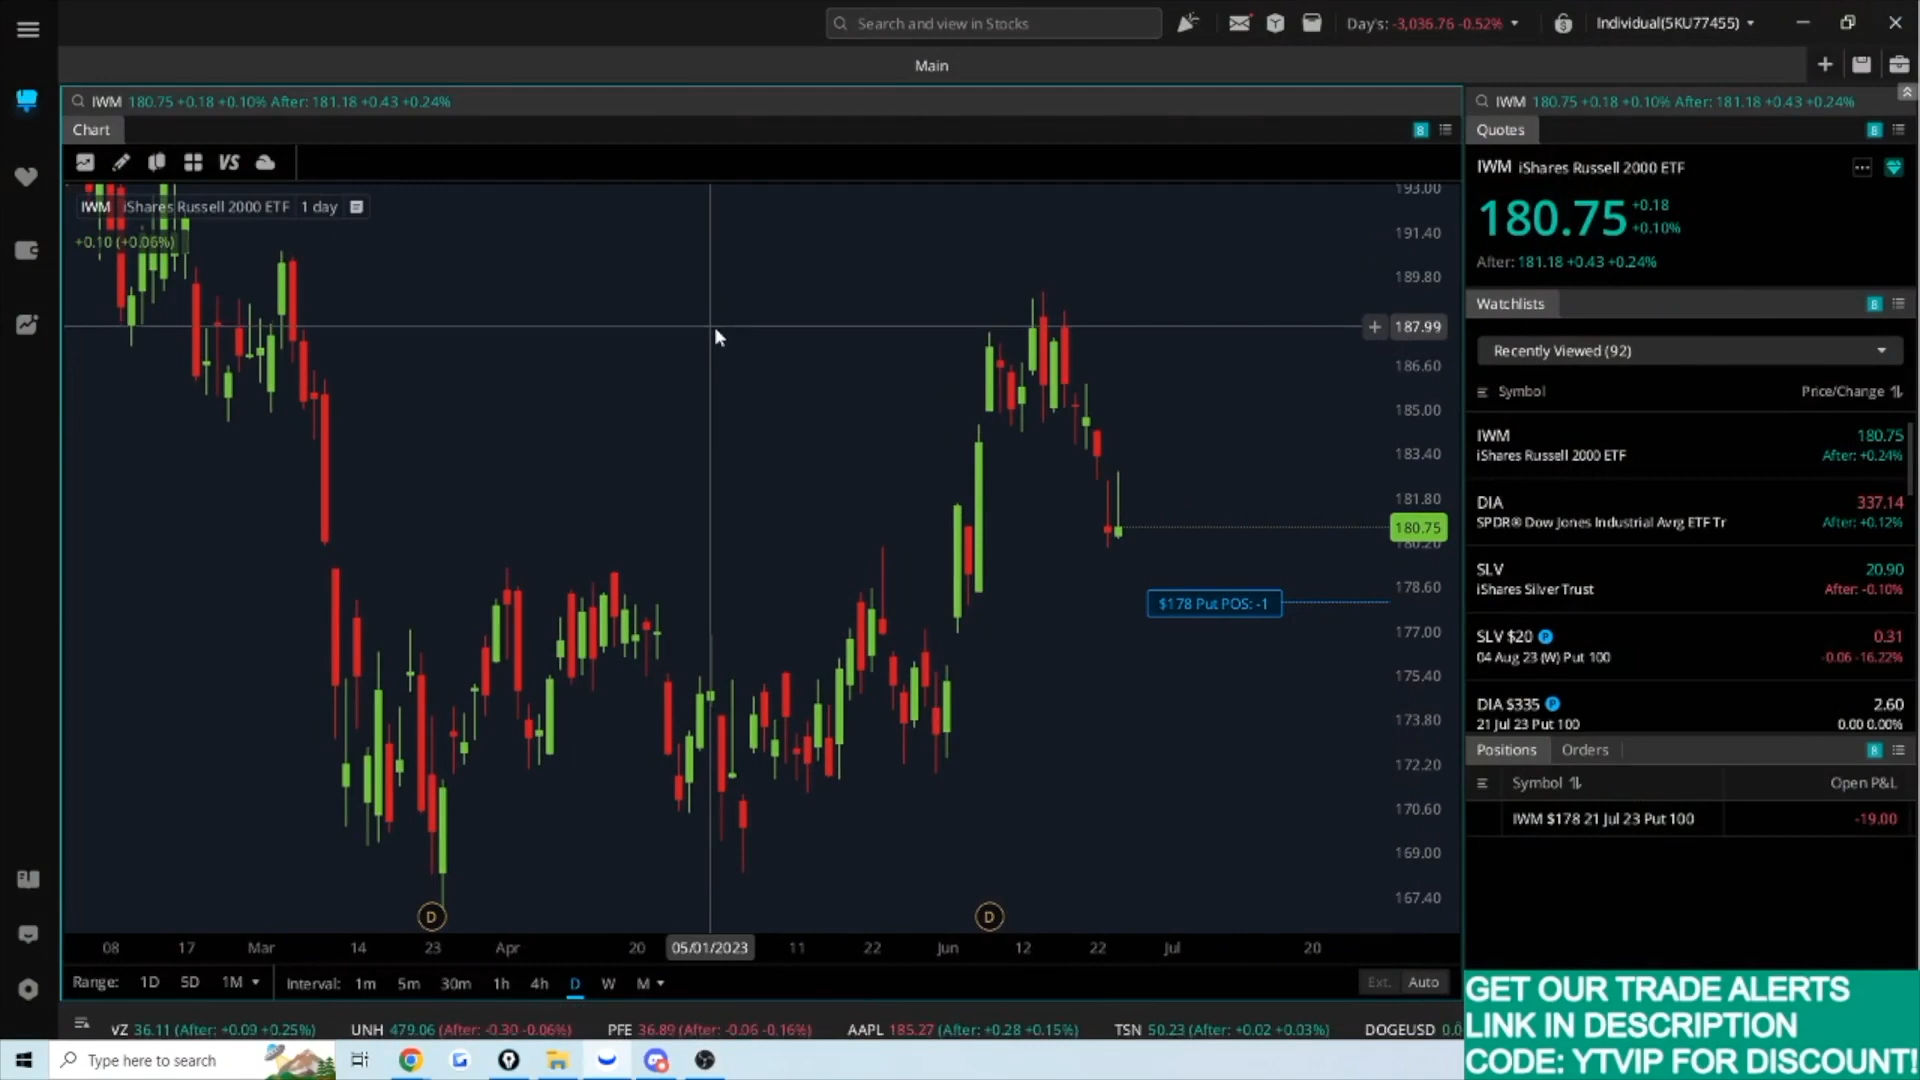 Search and view in Stocks
Day's: -3,036.76 -0.52%
Individual(5KU77455)
Main
IWM 180.75 +0.18 +0.10% After: 181.18 +0.43 +0.24%
Chart
8
VS
IWM iShares Russell 2000 ETF 1 day
+0.10 (+0.06%)
193.00
191.40
189.80
187.99
186.60
185.00
183.40
181.80
180.75
180.20
178.60
$178 Put POS: -1
177.00
175.40
173.80
172.20
170.60
169.00
167.40
D
D
08 17 Mar 14 23 Apr 20 05/01/2023 11 22 Jun 12 22 Jul 20
Range: 1D 5D 1M Interval: 1m 5m 30m 1h 4h D W M Ext. Auto
IWM 180.75 +0.18 +0.10% After: 181.18 +0.43 +0.24%
Quotes
8
IWM iShares Russell 2000 ETF
180.75 +0.18
+0.10%
After: 181.18 +0.43 +0.24%
Watchlists
8
Recently Viewed (92)
Symbol Price/Change
IWM 180.75
iShares Russell 2000 ETF After: +0.24%
DIA 337.14
SPDR® Dow Jones Industrial Avrg ETF Tr After: +0.12%
SLV 20.90
iShares Silver Trust After: -0.10%
SLV $20 P 0.31
04 Aug 23 (W) Put 100 -0.06 -16.22%
DIA $335 P 2.60
21 Jul 23 Put 100 0.00 0.00%
Positions Orders
8
Symbol Open P&L
IWM $178 21 Jul 23 Put 100 -19.00
VZ 36.11 (After: +0.09 +0.25%) UNH 479.06 (After: -0.30 -0.06%) PFE 36.89 (After: -0.06 -0.16%) AAPL 185.27 (After: +0.28 +0.15%) TSN 50.23 (After: +0.02 +0.03%) DOGEUSD 0.0
GET OUR TRADE ALERTS
LINK IN DESCRIPTION
CODE: YTVIP FOR DISCOUNT!
Type here to search